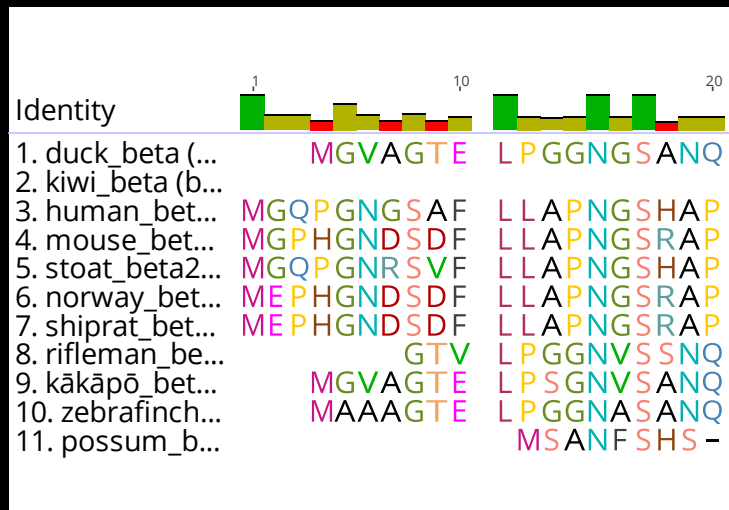 1 10 20
Identity
1. duck_beta (... MGVAGTE LPGGNGSANQ
2. kiwi_beta (b...
3. human_bet... MGQPGNGSAF LLAPNGSHAP
4. mouse_bet... MGPHGNDSDF LLAPNGSRAP
5. stoat_beta2... MGQPGNRSVF LLAPNGSHAP
6. norway_bet... MEPHGNDSDF LLAPNGSRAP
7. shiprat_bet... MEPHGNDSDF LLAPNGSRAP
8. rifleman_be... GTV LPGGNVSSNQ
9. kākāpō_bet... MGVAGTE LPSGNVSANQ
10. zebrafinch... MAAAGTE LPGGNASANQ
11. possum_b... MSANFSHS-